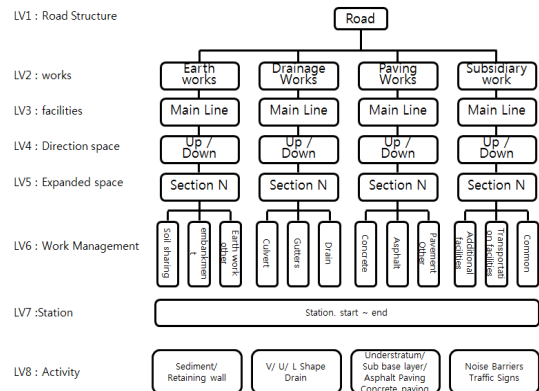 LV1 : Road Structure
Road
LV2 : works
Earth works
Drainage Works
Paving Works
Subsidiary work
LV3 : facilities
Main Line
Main Line
Main Line
Main Line
LV4 : Direction space
Up / Down
Up / Down
Up / Down
Up / Down
LV5 : Expanded space
Section N
Section N
Section N
Section N
LV6 : Work Management
Soil sharing
embankmen
t
Earth work
other
Culvert
Gutters
Drain
Concrete
Asphalt
Pavement
Other
Additional
facilities
Transportati
on facilities
Common
LV7 :Station
Station. start ~ end
LV8 : Activity
Sediment/
Retaining wall
V/ U/ L Shape
Drain
Understratum/
Sub base layer/
Asphalt Paving
Concrete paving
Noise Barriers
Traffic Signs